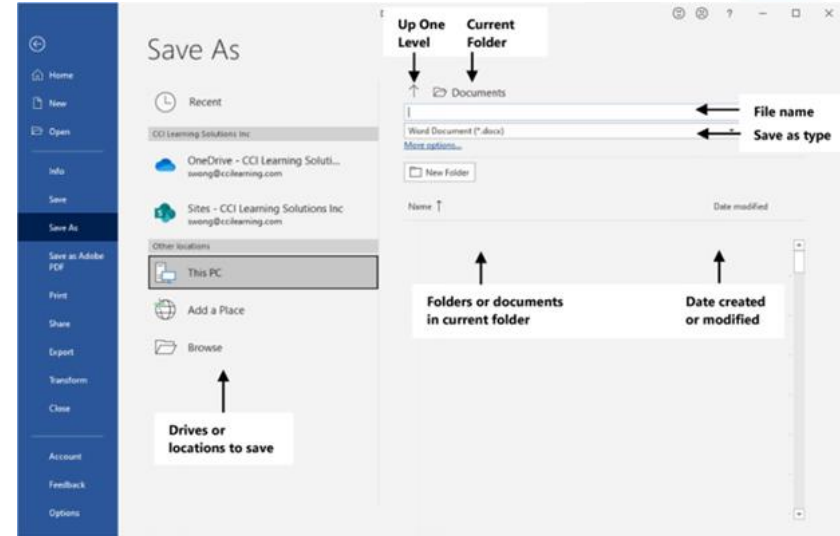 Up One
Level
Current
Folder
?
Save As
Home
New
Open
Info
Save
Save As
Save as Adobe
PDF
Print
Share
Export
Transform
Close
Account
Feedback
Options
Recent
CCI Learning Solutions Inc
OneDrive - CCI Learning Soluti...
swong@ccilearning.com
Sites - CCI Learning Solutions Inc
swong@ccilearning.com
Other locations
This PC
Add a Place
Browse
Drives or
locations to save
Documents
File name
Word Document (*.docx)
Save as type
More options...
New Folder
Name
Date modified
Folders or documents
in current folder
Date created
or modified